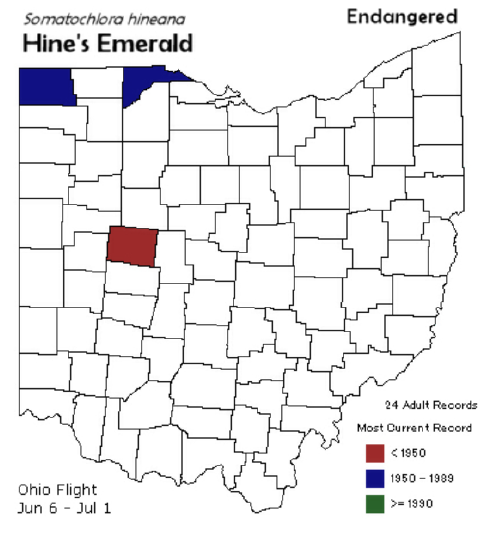 Somatochlora hineana
Endangered
Hine's Emerald
24 Adult Records
Most Current Record
< 1950
1950 - 1989
>= 1990
Ohio Flight
Jun 6 - Jul 1